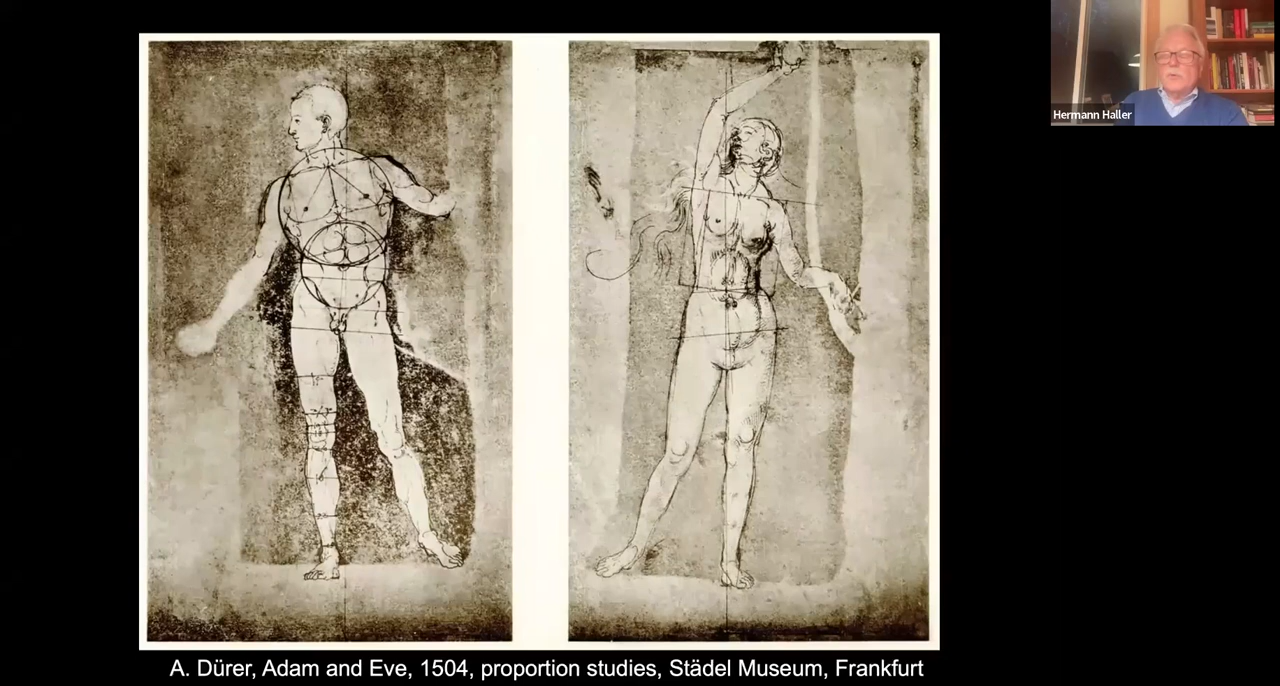 Hermann Haller
A. Dürer, Adam and Eve, 1504, proportion studies, Städel Museum, Frankfurt